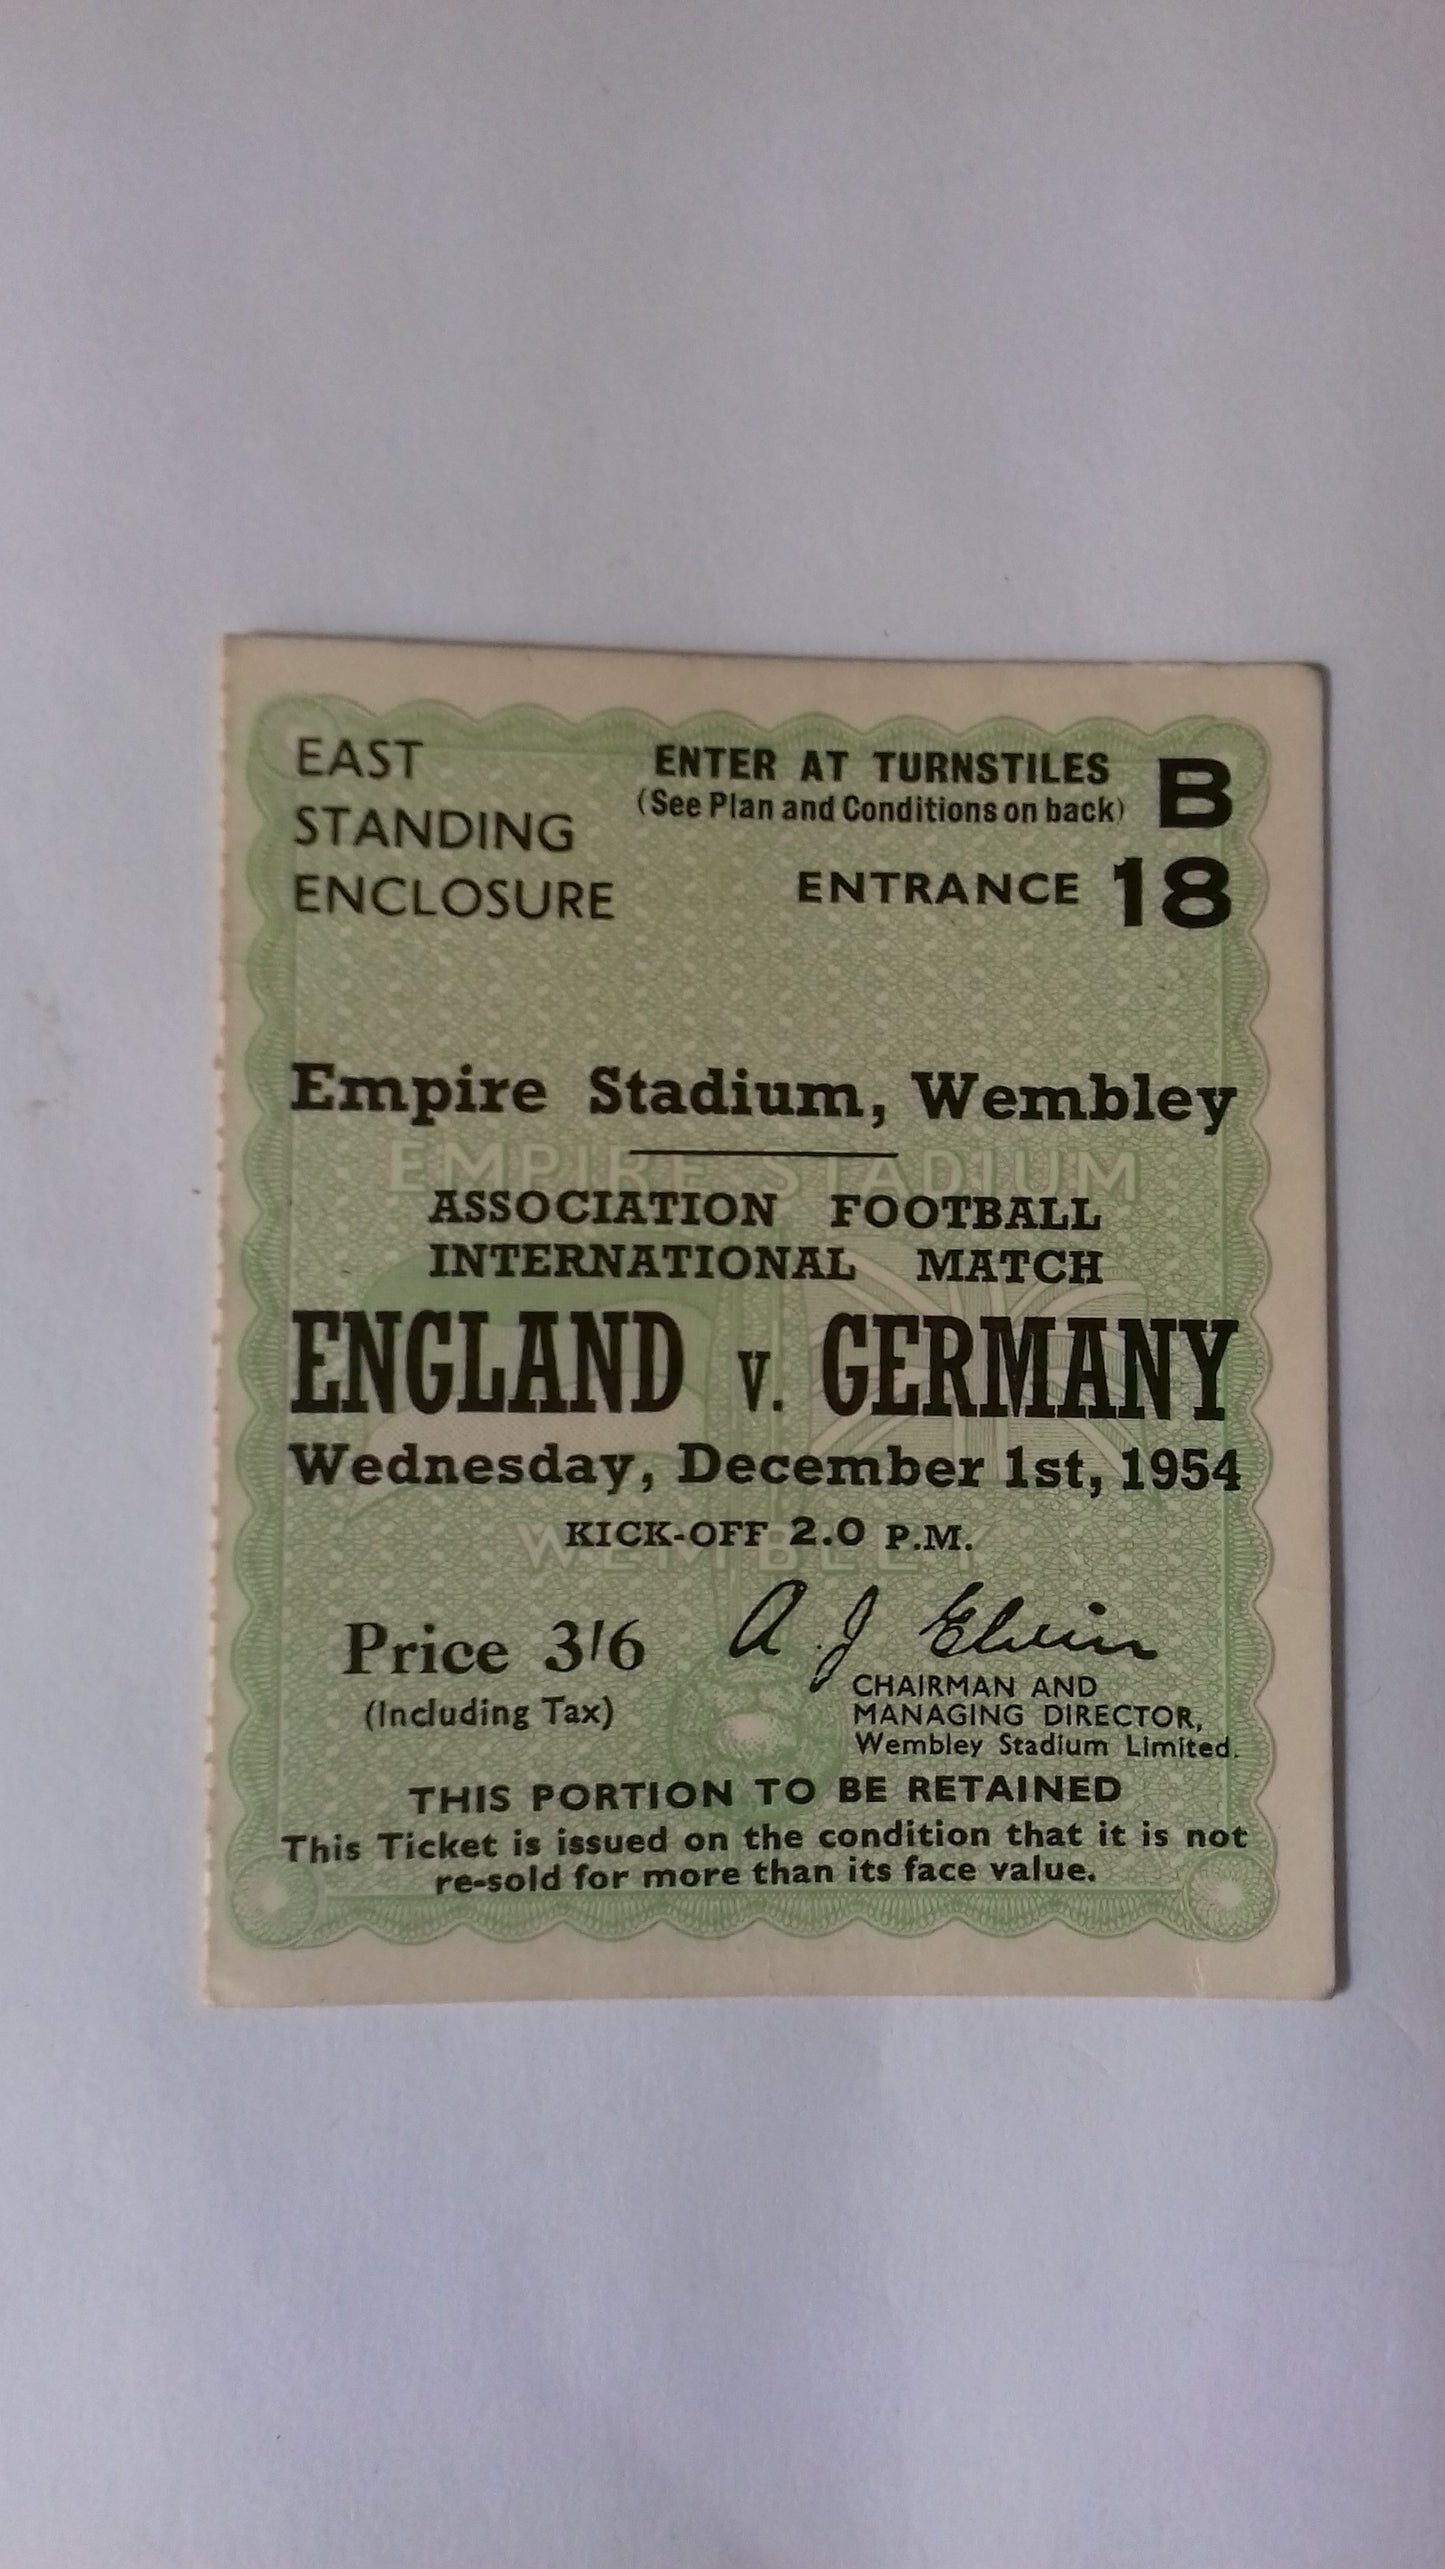 EAST
STANDING
ENCLOSURE
ENTER AT TURNSTILES B
(See Plan and Conditions on back)
ENTRANCE 18
Empire Stadium, Wembley
EMPIRE STADIUM
ASSOCIATION FOOTBALL
INTERNATIONAL MATCH
ENGLAND v. GERMANY
Wednesday, December 1st, 1954
KICK-OFF 2.0 P.M.
WEMBLEY
Price 3/6
(Including Tax)
A. J. Elvin
CHAIRMAN AND
MANAGING DIRECTOR,
Wembley Stadium Limited.
THIS PORTION TO BE RETAINED
This Ticket is issued on the condition that it is not
re-sold for more than its face value.